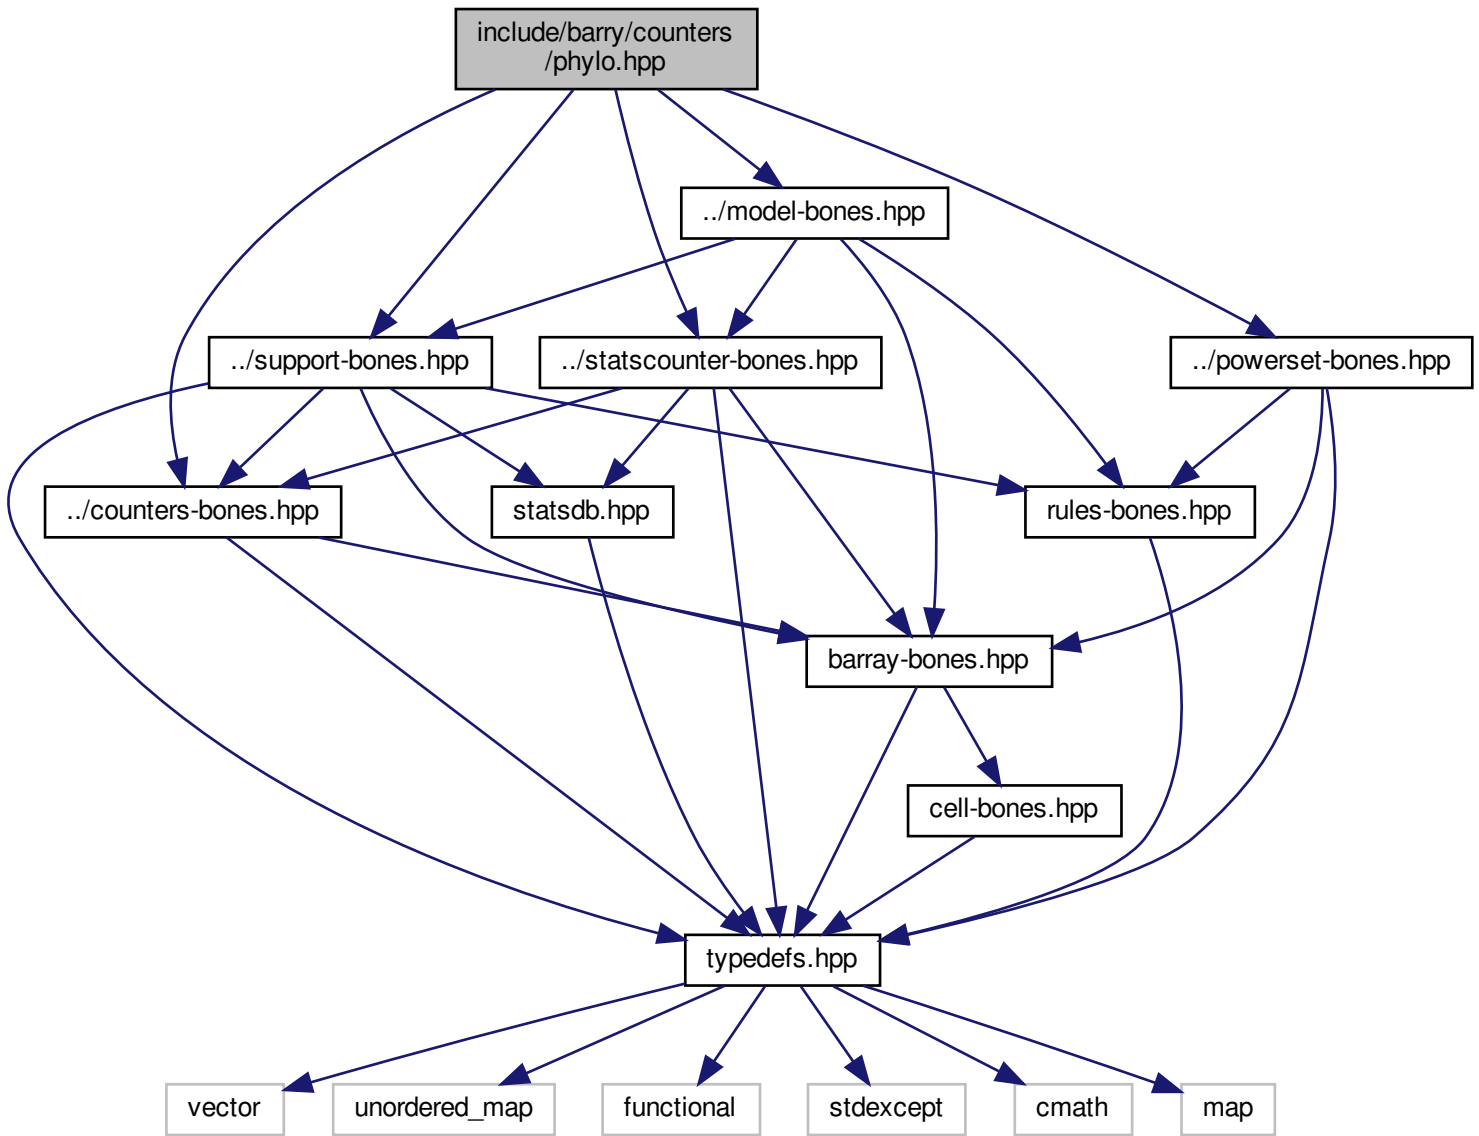 include/barry/counters
/phylo.hpp
../model-bones.hpp
../support-bones.hpp
../statscounter-bones.hpp
../powerset-bones.hpp
../counters-bones.hpp
statsdb.hpp
rules-bones.hpp
barray-bones.hpp
cell-bones.hpp
typedefs.hpp
vector
unordered_map
functional
stdexcept
cmath
map